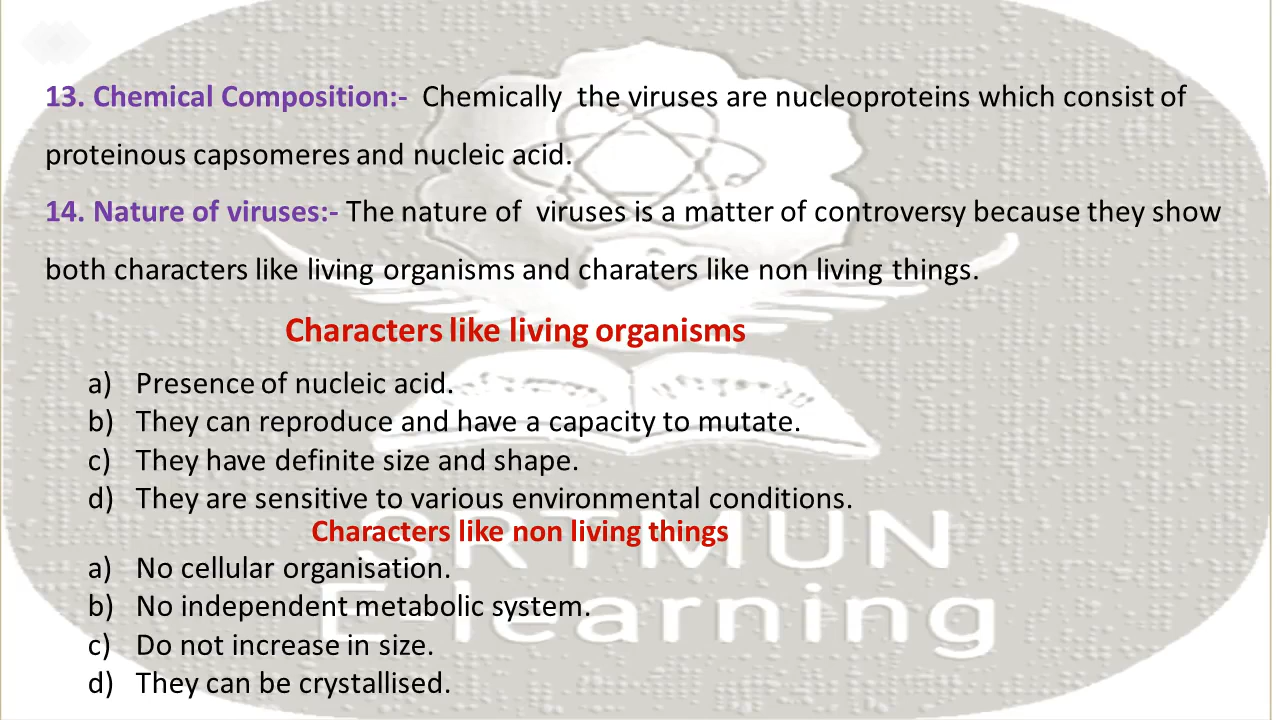 13. Chemical Composition:- Chemically the viruses are nucleoproteins which consist of
proteinous capsomeres and nucleic acid.
14. Nature of viruses:- The nature of viruses is a matter of controversy because they show
both characters like living organisms and charaters like non living things.
Characters like living organisms
a) Presence of nucleic acid.
b) They can reproduce and have a capacity to mutate.
c) They have definite size and shape.
d) They are sensitive to various environmental conditions.
Characters like non living things
a) No cellular organisation.
b) No independent metabolic system.
c) Do not increase in size.
d) They can be crystallised.
SRTMUN
E-learning